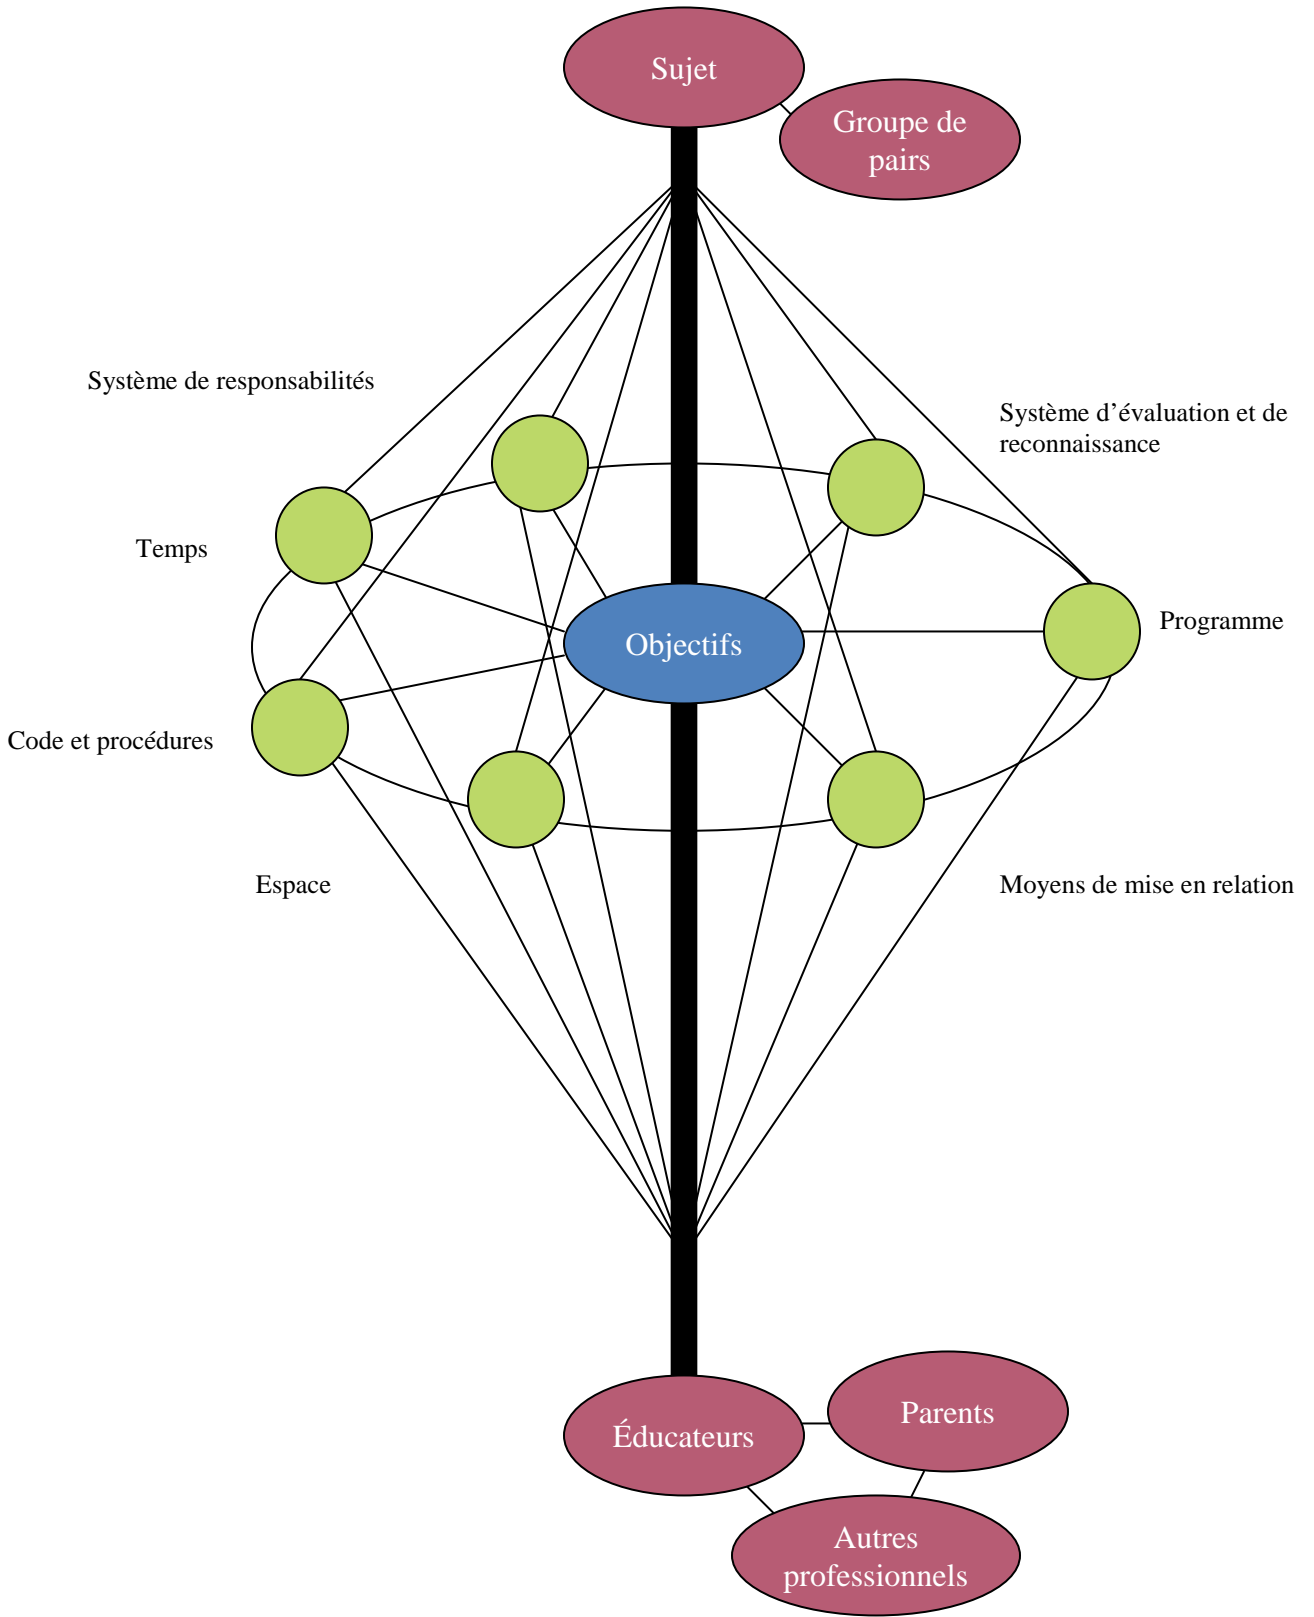 Sujet
Groupe de
pairs
Système de responsabilités
Système d’évaluation et de
reconnaissance
Temps
Programme
Objectifs
Code et procédures
Espace
Moyens de mise en relation
Parents
Éducateurs
Autres
professionnels